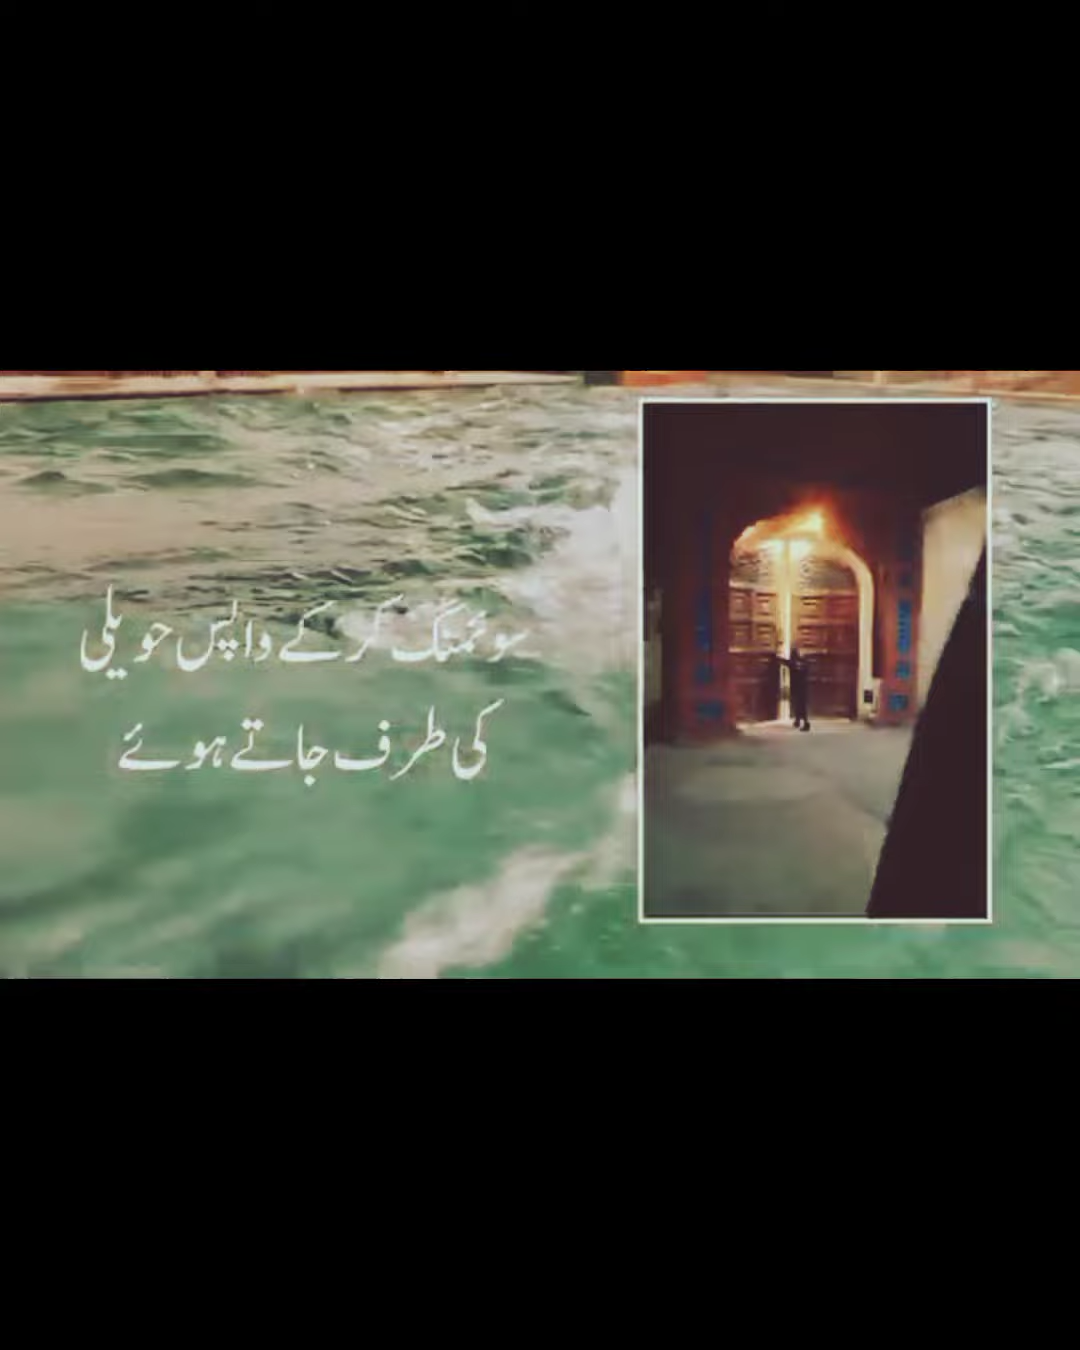 سوئمنگ کر کے واپس حویلی
کی طرف جاتے ہوئے